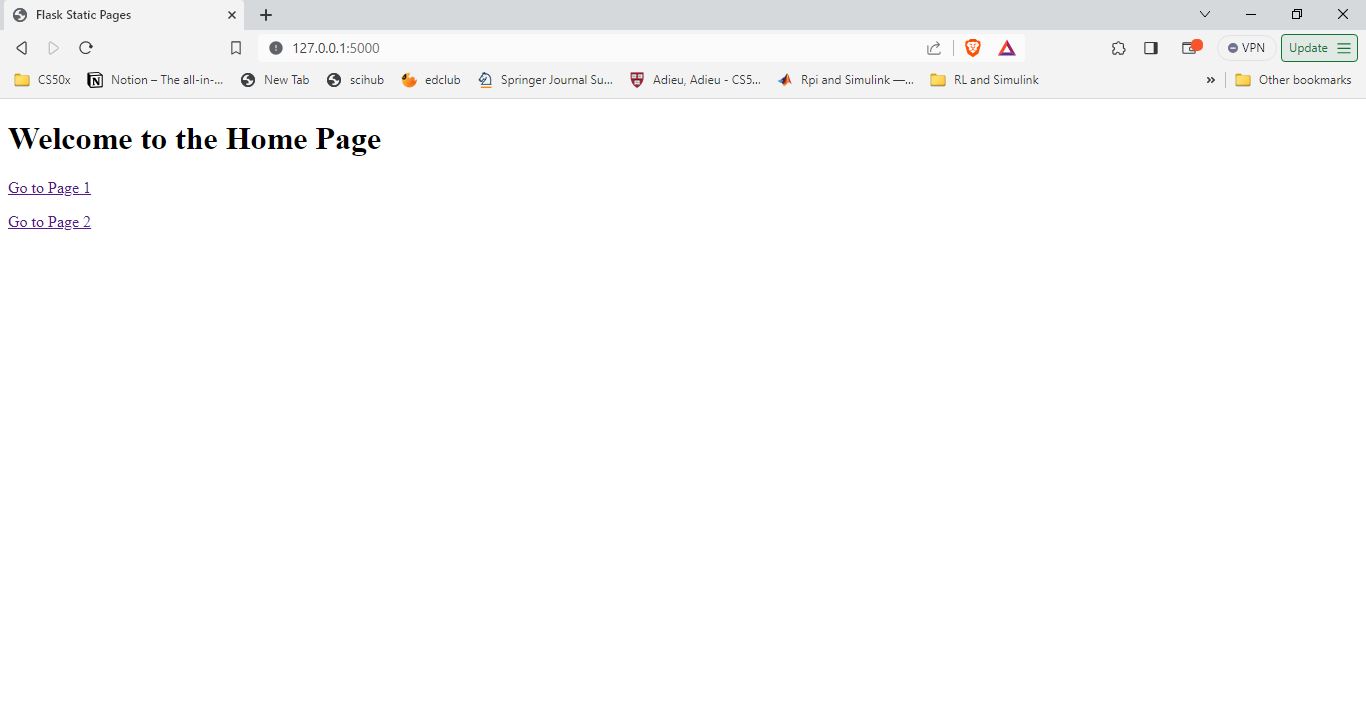 Flask Static Pages
127.0.0.1:5000
VPN
Update
CS50x
Notion – The all-in-...
New Tab
scihub
edclub
Springer Journal Su...
Adieu, Adieu - CS5...
Rpi and Simulink —...
RL and Simulink
»
Other bookmarks
Welcome to the Home Page
Go to Page 1
Go to Page 2